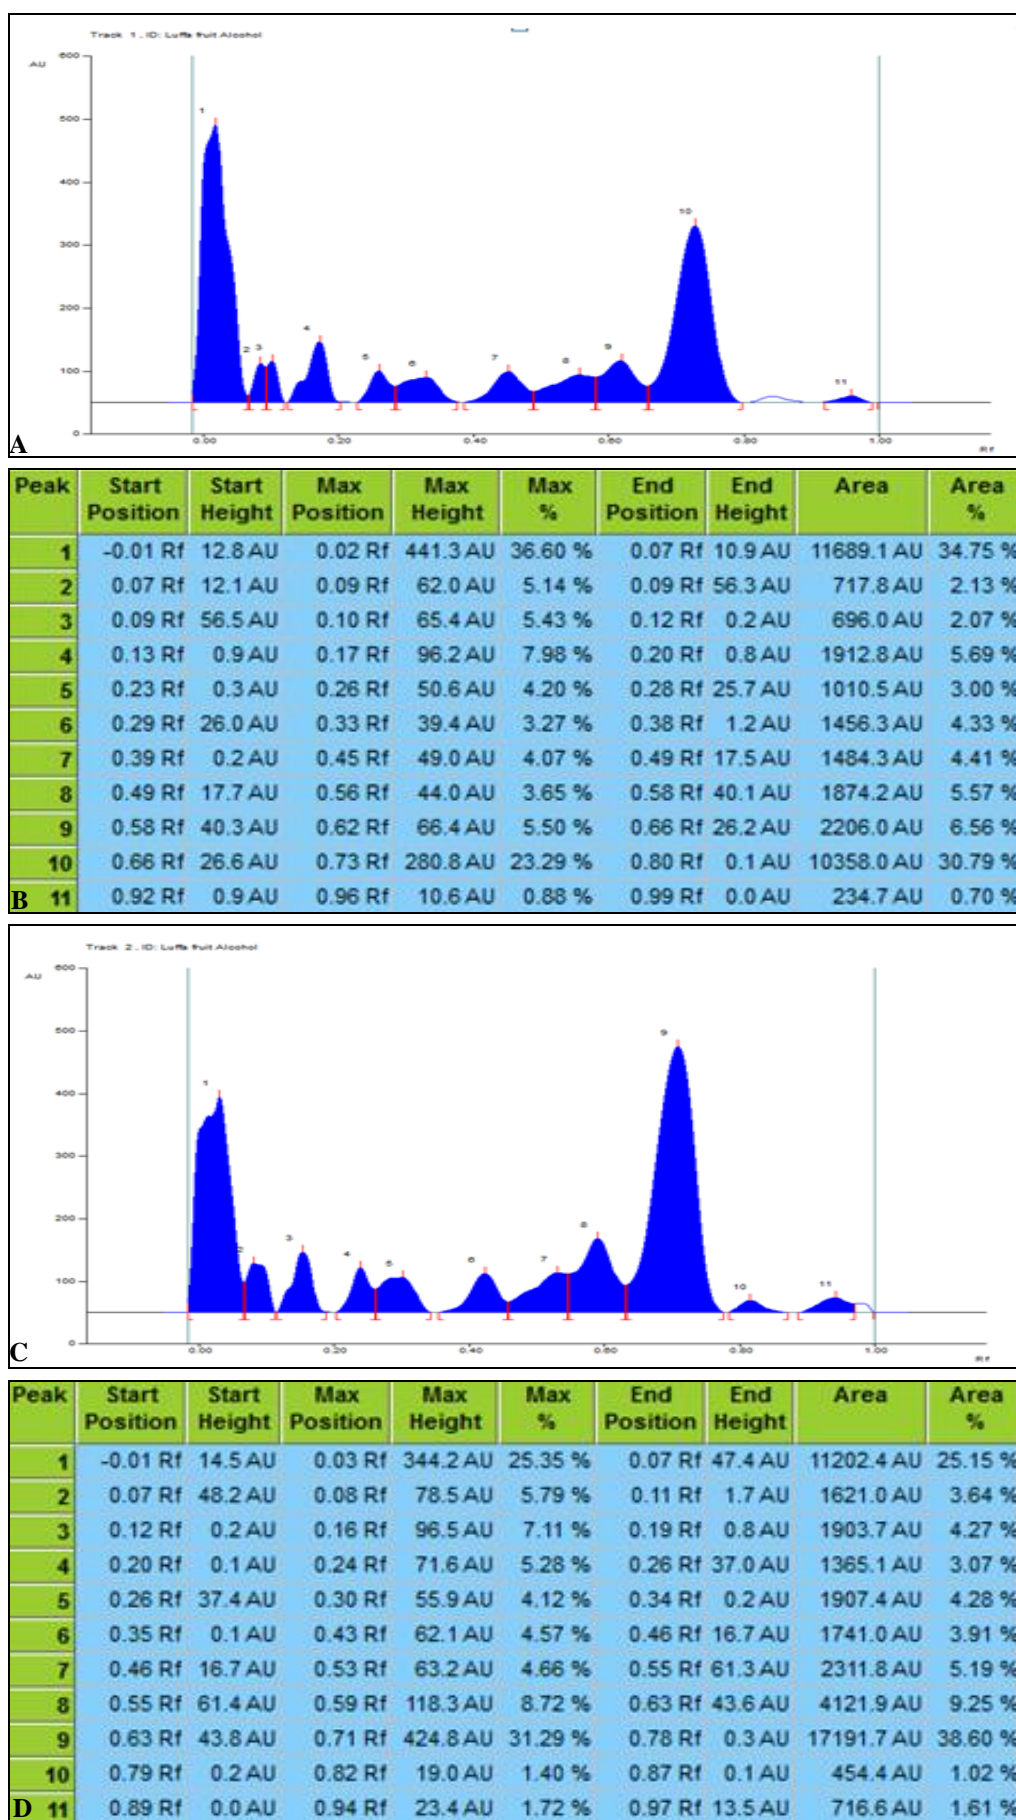 Track 1 , ID: Luffa fruit Alcohol
AU
600
500
400
300
200
100
0
1
2
3
4
5
6
7
8
9
10
11
0.00 0.20 0.40 0.60 0.80 1.00
Rf
A
Peak Start Position Start Height Max Position Max Height Max % End Position End Height Area Area %
1 -0.01 Rf 12.8 AU 0.02 Rf 441.3 AU 36.60 % 0.07 Rf 10.9 AU 11689.1 AU 34.75 %
2 0.07 Rf 12.1 AU 0.09 Rf 62.0 AU 5.14 % 0.09 Rf 56.3 AU 717.8 AU 2.13 %
3 0.09 Rf 56.5 AU 0.10 Rf 65.4 AU 5.43 % 0.12 Rf 0.2 AU 696.0 AU 2.07 %
4 0.13 Rf 0.9 AU 0.17 Rf 96.2 AU 7.98 % 0.20 Rf 0.8 AU 1912.8 AU 5.69 %
5 0.23 Rf 0.3 AU 0.26 Rf 50.6 AU 4.20 % 0.28 Rf 25.7 AU 1010.5 AU 3.00 %
6 0.29 Rf 26.0 AU 0.33 Rf 39.4 AU 3.27 % 0.38 Rf 1.2 AU 1456.3 AU 4.33 %
7 0.39 Rf 0.2 AU 0.45 Rf 49.0 AU 4.07 % 0.49 Rf 17.5 AU 1484.3 AU 4.41 %
8 0.49 Rf 17.7 AU 0.56 Rf 44.0 AU 3.65 % 0.58 Rf 40.1 AU 1874.2 AU 5.57 %
9 0.58 Rf 40.3 AU 0.62 Rf 66.4 AU 5.50 % 0.66 Rf 26.2 AU 2206.0 AU 6.56 %
10 0.66 Rf 26.6 AU 0.73 Rf 280.8 AU 23.29 % 0.80 Rf 0.1 AU 10358.0 AU 30.79 %
B 11 0.92 Rf 0.9 AU 0.96 Rf 10.6 AU 0.88 % 0.99 Rf 0.0 AU 234.7 AU 0.70 %
Track 2 , ID: Luffa fruit Alcohol
AU
600
500
400
300
200
100
0
1
2
3
4
5
6
7
8
9
10
11
0.00 0.20 0.40 0.60 0.80 1.00
Rf
C
Peak Start Position Start Height Max Position Max Height Max % End Position End Height Area Area %
1 -0.01 Rf 14.5 AU 0.03 Rf 344.2 AU 25.35 % 0.07 Rf 47.4 AU 11202.4 AU 25.15 %
2 0.07 Rf 48.2 AU 0.08 Rf 78.5 AU 5.79 % 0.11 Rf 1.7 AU 1621.0 AU 3.64 %
3 0.12 Rf 0.2 AU 0.16 Rf 96.5 AU 7.11 % 0.19 Rf 0.8 AU 1903.7 AU 4.27 %
4 0.20 Rf 0.1 AU 0.24 Rf 71.6 AU 5.28 % 0.26 Rf 37.0 AU 1365.1 AU 3.07 %
5 0.26 Rf 37.4 AU 0.30 Rf 55.9 AU 4.12 % 0.34 Rf 0.2 AU 1907.4 AU 4.28 %
6 0.35 Rf 0.1 AU 0.43 Rf 62.1 AU 4.57 % 0.46 Rf 16.7 AU 1741.0 AU 3.91 %
7 0.46 Rf 16.7 AU 0.53 Rf 63.2 AU 4.66 % 0.55 Rf 61.3 AU 2311.8 AU 5.19 %
8 0.55 Rf 61.4 AU 0.59 Rf 118.3 AU 8.72 % 0.63 Rf 43.6 AU 4121.9 AU 9.25 %
9 0.63 Rf 43.8 AU 0.71 Rf 424.8 AU 31.29 % 0.78 Rf 0.3 AU 17191.7 AU 38.60 %
10 0.79 Rf 0.2 AU 0.82 Rf 19.0 AU 1.40 % 0.87 Rf 0.1 AU 454.4 AU 1.02 %
D 11 0.89 Rf 0.0 AU 0.94 Rf 23.4 AU 1.72 % 0.97 Rf 13.5 AU 716.6 AU 1.61 %